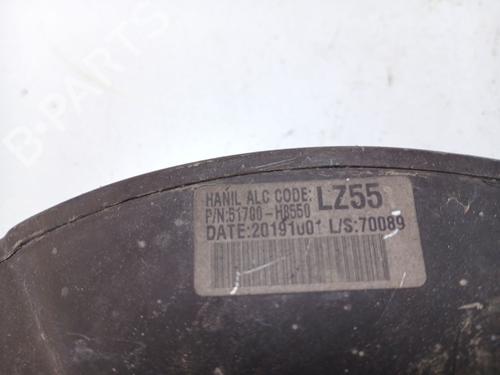 B-PARTS
HANIL ALC CODE: LZ55
P/N:51700-H8550
DATE:20191001 L/S:70089